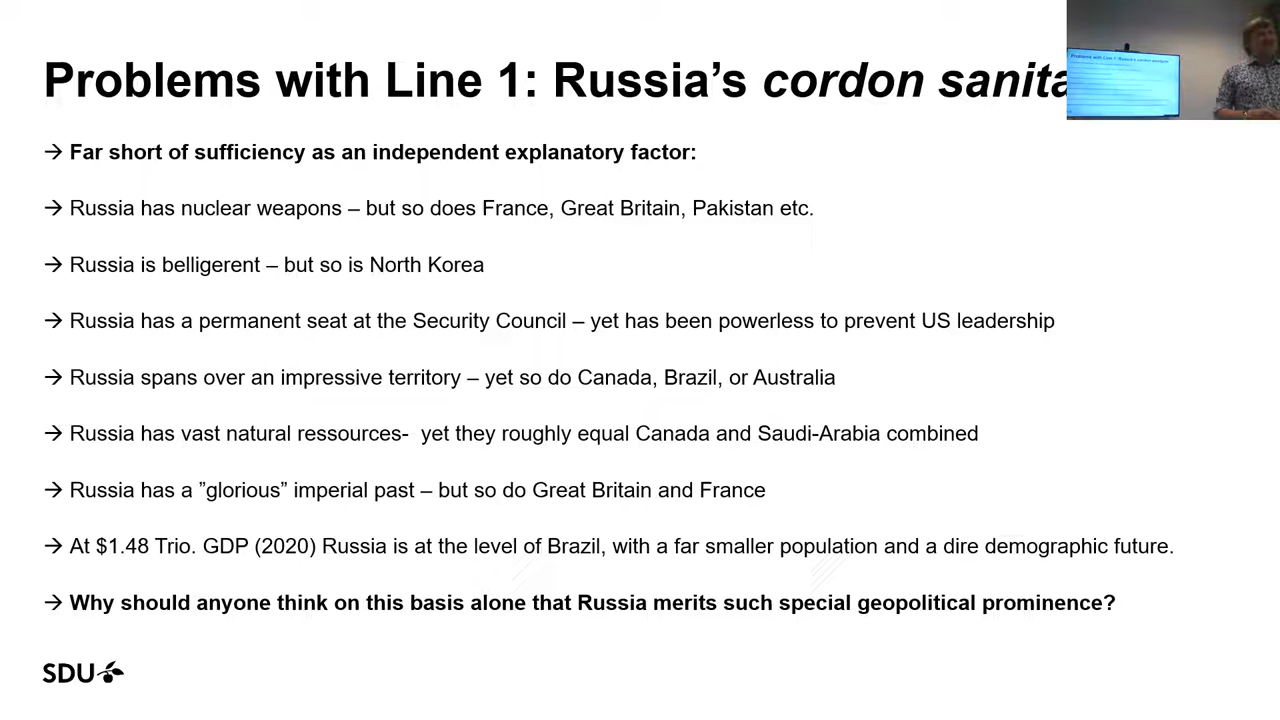 Problems with Line 1: Russia’s cordon
→ Far short of sufficiency as an independent explanatory factor:
→ Russia has nuclear weapons – but so does France, Great Britain, Pakistan etc.
→ Russia is belligerent – but so is North Korea
→ Russia has a permanent seat at the Security Council – yet has been powerless to prevent US leadership
→ Russia spans over an impressive territory – yet so do Canada, Brazil, or Australia
→ Russia has vast natural ressources-  yet they roughly equal Canada and Saudi-Arabia combined
→ Russia has a ”glorious” imperial past – but so do Great Britain and France
→ At $1.48 Trio. GDP (2020) Russia is at the level of Brazil, with a far smaller population and a dire demographic future.
→ Why should anyone think on this basis alone that Russia merits such special geopolitical prominence?
SDU